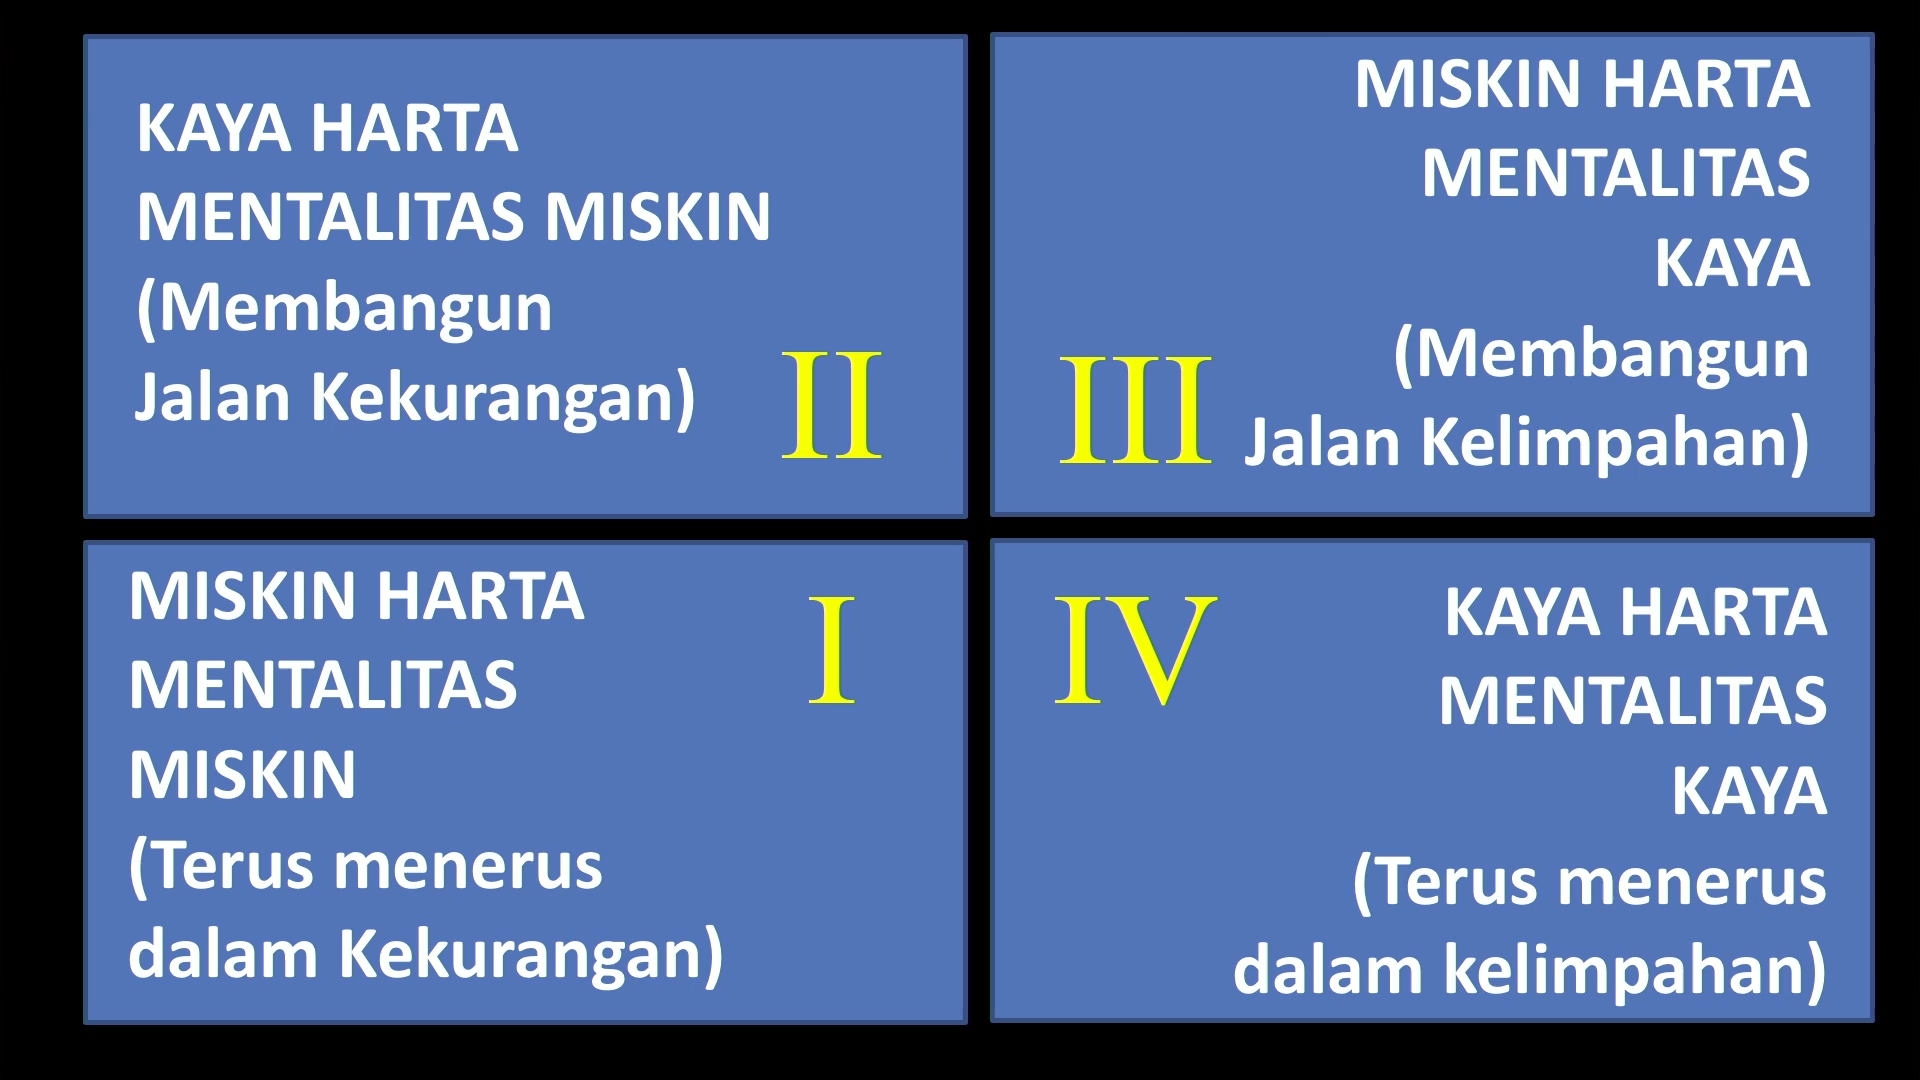 KAYA HARTA
MENTALITAS MISKIN
(Membangun
Jalan Kekurangan)
II
MISKIN HARTA
MENTALITAS
KAYA
(Membangun
Jalan Kelimpahan)
III
MISKIN HARTA
MENTALITAS
MISKIN
(Terus menerus
dalam Kekurangan)
I
IV
KAYA HARTA
MENTALITAS
KAYA
(Terus menerus
dalam kelimpahan)